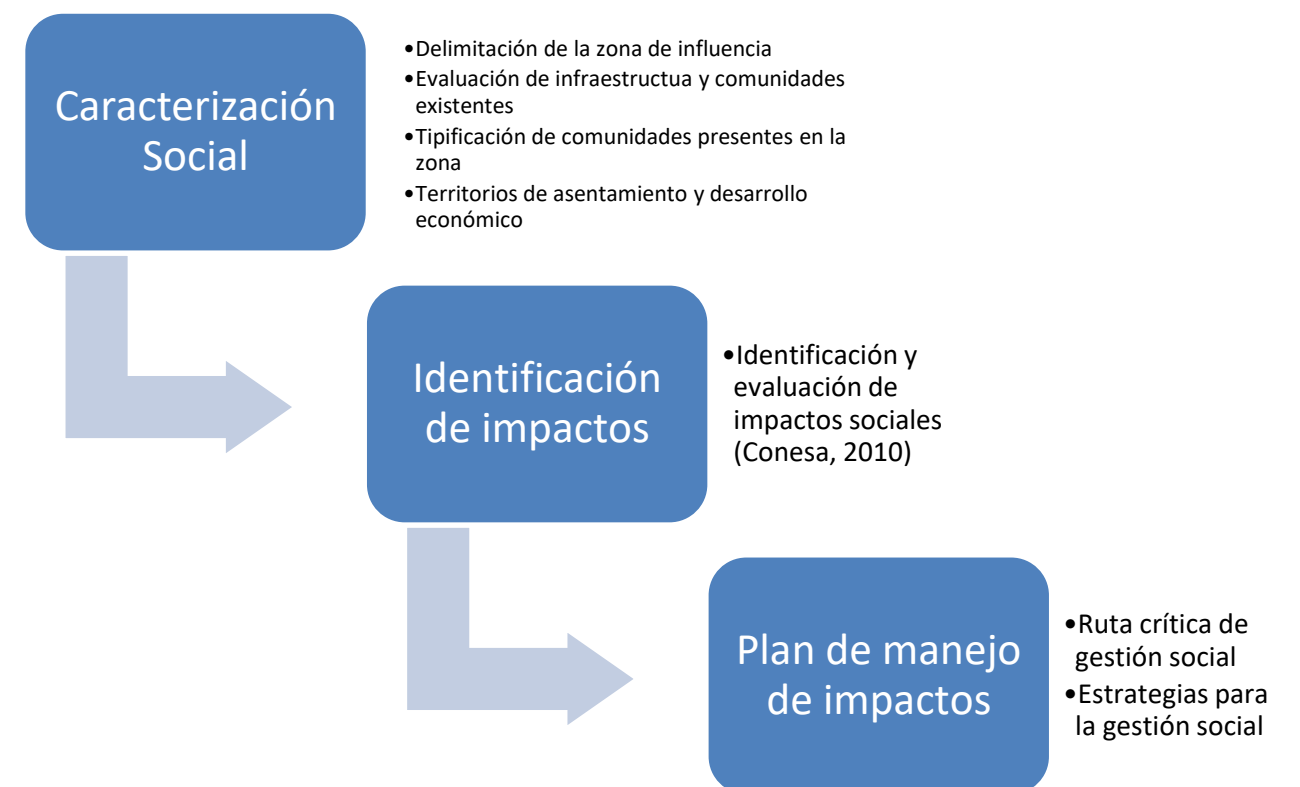 Caracterización
Social
•Delimitación de la zona de influencia
•Evaluación de infraestructua y comunidades
existentes
•Tipificación de comunidades presentes en la
zona
•Territorios de asentamiento y desarrollo
económico
Identificación
de impactos
•Identificación y
evaluación de
impactos sociales
(Conesa, 2010)
Plan de manejo
de impactos
•Ruta crítica de
gestión social
•Estrategias para
la gestión social